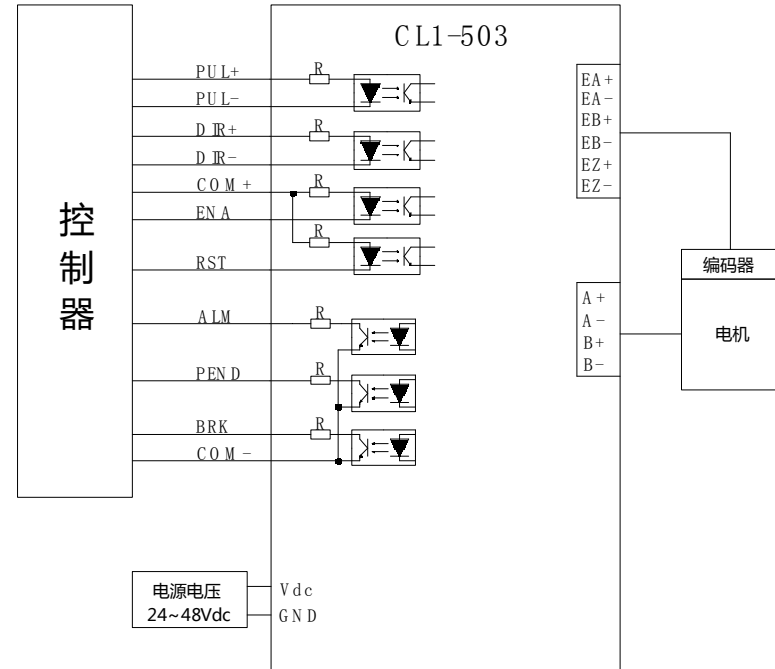 CL1-503
PUL+
R
PUL-
DIR+
R
DIR-
COM+
R
ENA
R
RST
ALM
R
PEND
R
BRK
R
COM-
控
制
器
EA+
EA-
EB+
EB-
EZ+
EZ-
编码器
电机
A+
A-
B+
B-
电源电压
24~48Vdc
Vdc
GND